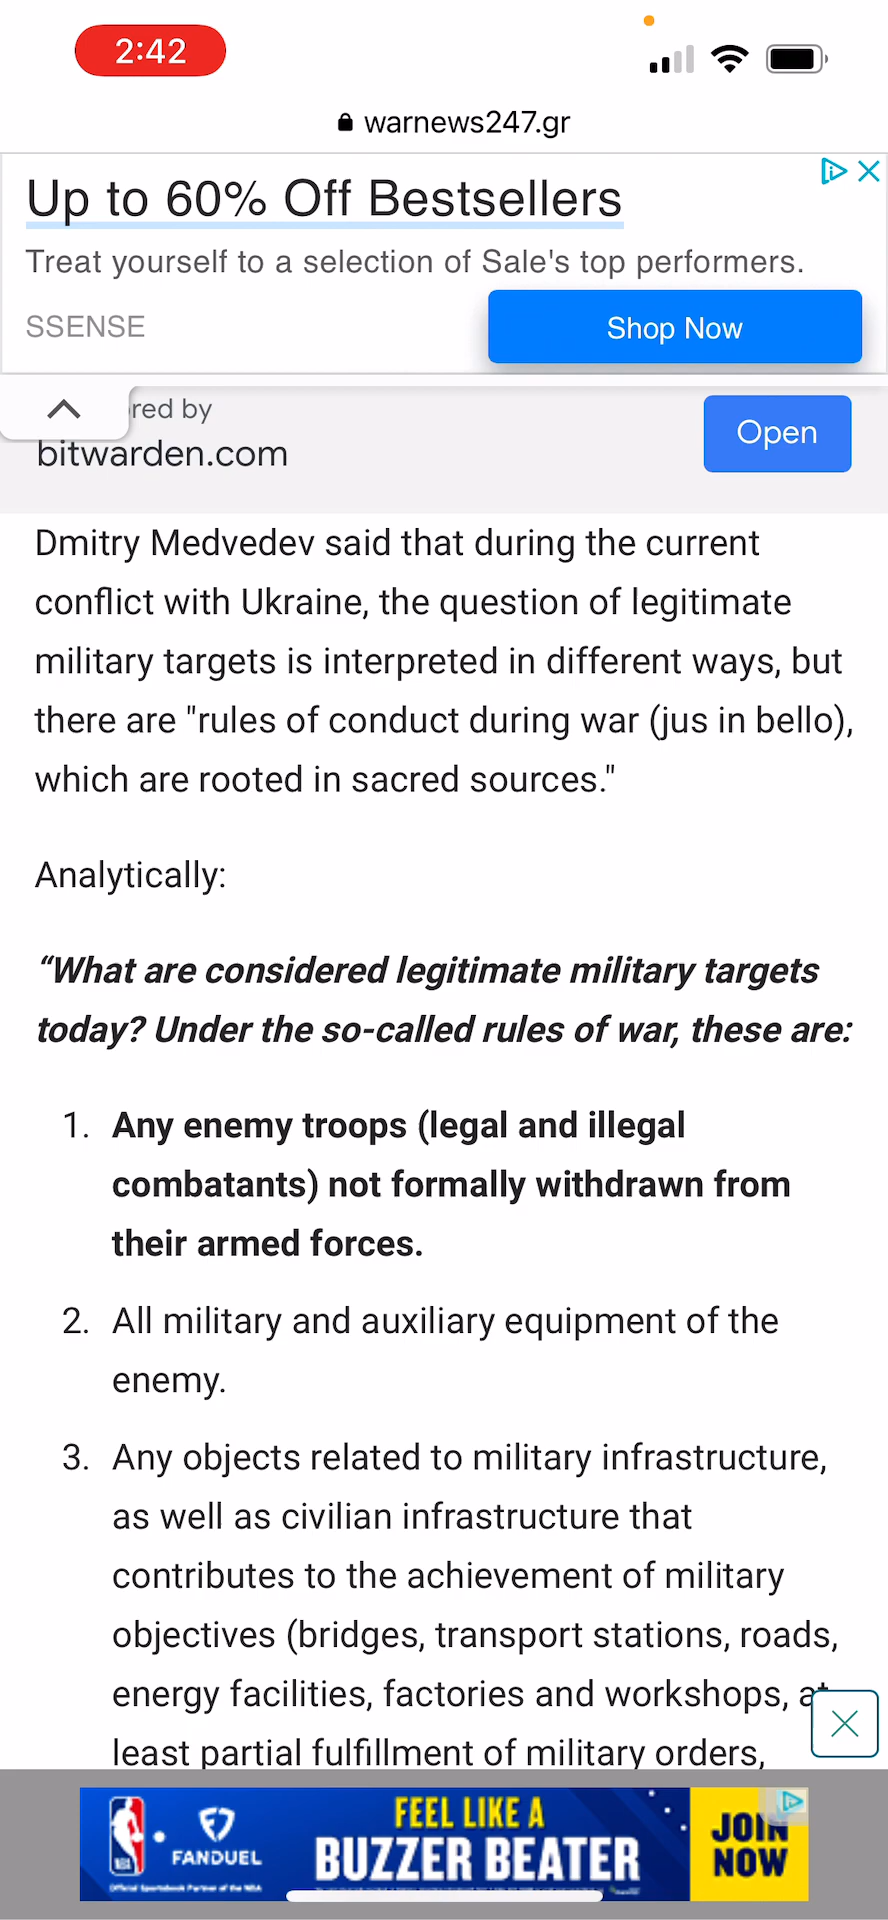 2:42
warnews247.gr
Up to 60% Off Bestsellers
Treat yourself to a selection of Sale's top performers.
SSENSE
Shop Now
red by
bitwarden.com
Open
Dmitry Medvedev said that during the current
conflict with Ukraine, the question of legitimate
military targets is interpreted in different ways, but
there are "rules of conduct during war (jus in bello),
which are rooted in sacred sources."
Analytically:
“What are considered legitimate military targets
today? Under the so-called rules of war, these are:
1. Any enemy troops (legal and illegal
combatants) not formally withdrawn from
their armed forces.
2. All military and auxiliary equipment of the
enemy.
3. Any objects related to military infrastructure,
as well as civilian infrastructure that
contributes to the achievement of military
objectives (bridges, transport stations, roads,
energy facilities, factories and workshops, at
least partial fulfillment of military orders,
FANDUEL
Official Sportsbook Partner of the NBA
FEEL LIKE A
BUZZER BEATER
JOIN
NOW